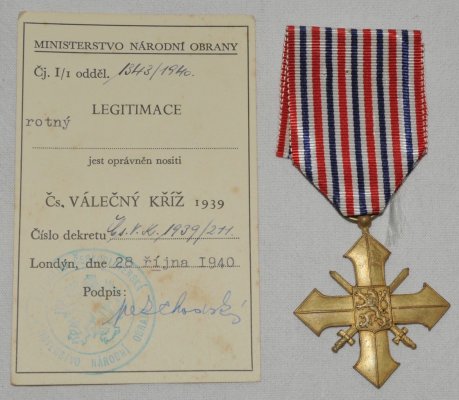 MINISTERSTVO NÁRODNÍ OBRANY
Čj. I/1 odděl. 1343/1940.
LEGITIMACE
rotný
jest oprávněn nositi
Čs. VÁLEČNÝ KŘÍŽ 1939
Číslo dekretu Čs.V.K. 1939/211.
Londýn, dne 28 října 1940
Podpis:
NÁRODNÍ